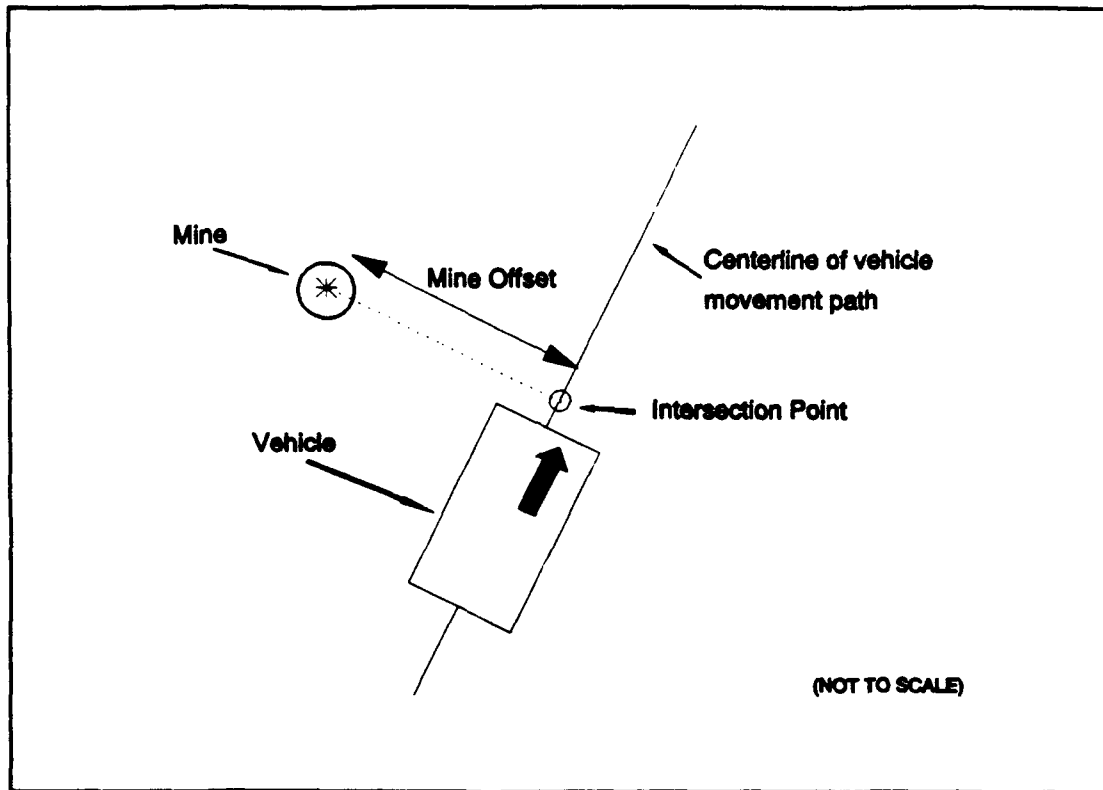 Mine
Mine Offset
Centerline of vehicle
movement path
Intersection Point
Vehicle
(NOT TO SCALE)